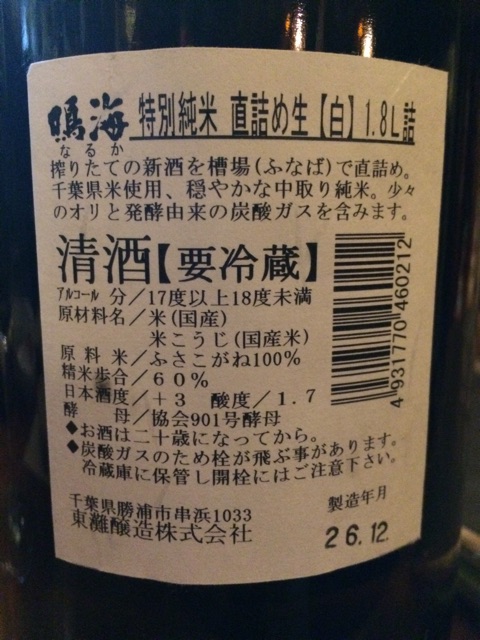 鳴海 特別純米 直詰め生【白】1.8L詰
なるか
搾りたての新酒を槽場(ふなば)で直詰め。
千葉県米使用、穏やかな中取り純米。少々
のオリと発酵由来の炭酸ガスを含みます。
清酒【要冷蔵】
アルコール 分／17度以上18度未満
原材料名／米(国産)
米こうじ(国産米)
原 料 米／ふさこがね100%
精米歩合／60%
日本酒度／+3 酸度／1.7
酵 母／協会901号酵母
◆お酒は二十歳になってから。
◆炭酸ガスのため栓が飛ぶ事があります。
冷蔵庫に保管し開栓にはご注意下さい。
千葉県勝浦市串浜1033
東灘醸造株式会社
製造年月
26.12.
4 931770 460212